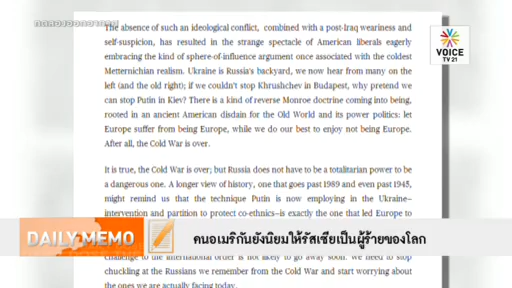 The absence of such an ideological conflict, combined with a post-Iraq weariness and
self-suspicion, has resulted in the strange spectacle of American liberals eagerly
embracing the kind of sphere-of-influence argument once associated with the coldest
Metternichian realism. Ukraine is Russia's backyard, we now hear from many on the
left (and the old right); if we couldn't stop Khrushchev in Budapest, why pretend we
can stop Putin in Kiev? There is a kind of reverse Monroe doctrine coming into being,
rooted in an ancient American disdain for the Old World and its power politics: let
Europe suffer from being Europe, while we do our best to enjoy not being Europe.
After all, the Cold War is over.
It is true, the Cold War is over; but Russia does not have to be a totalitarian power to be
a dangerous one. A longer view of history, one that goes past 1989 and even past 1945,
might remind us that the technique Putin is now employing in the Ukraine—
intervention and partition to protect co-ethnics—is exactly the one that led Europe to
challenge to the international order is not likely to go away soon. We need to stop
chuckling at the Russians we remember from the Cold War and start worrying about
the ones we are actually facing today.
VOICE
TV 21
DAILY MEMO
คนอเมริกันยังนิยมให้รัสเซียเป็นผู้ร้ายของโลก